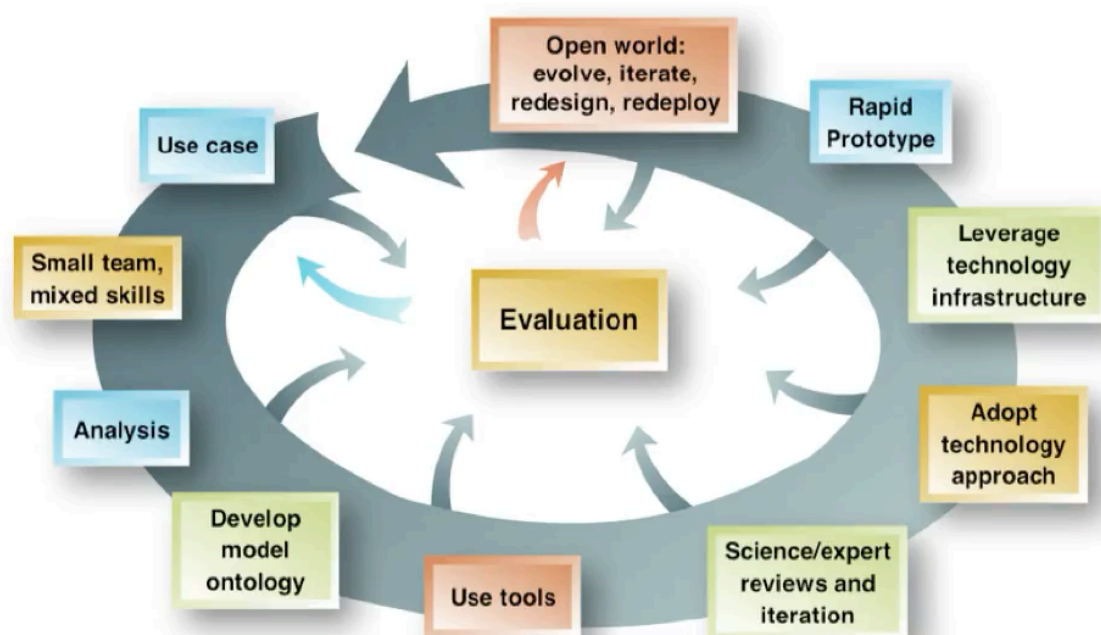 Open world:
evolve, iterate,
redesign, redeploy
Rapid
Prototype
Use case
Leverage
technology
infrastructure
Small team,
mixed skills
Evaluation
Adopt
technology
approach
Analysis
Develop
model
ontology
Science/expert
reviews and
iteration
Use tools